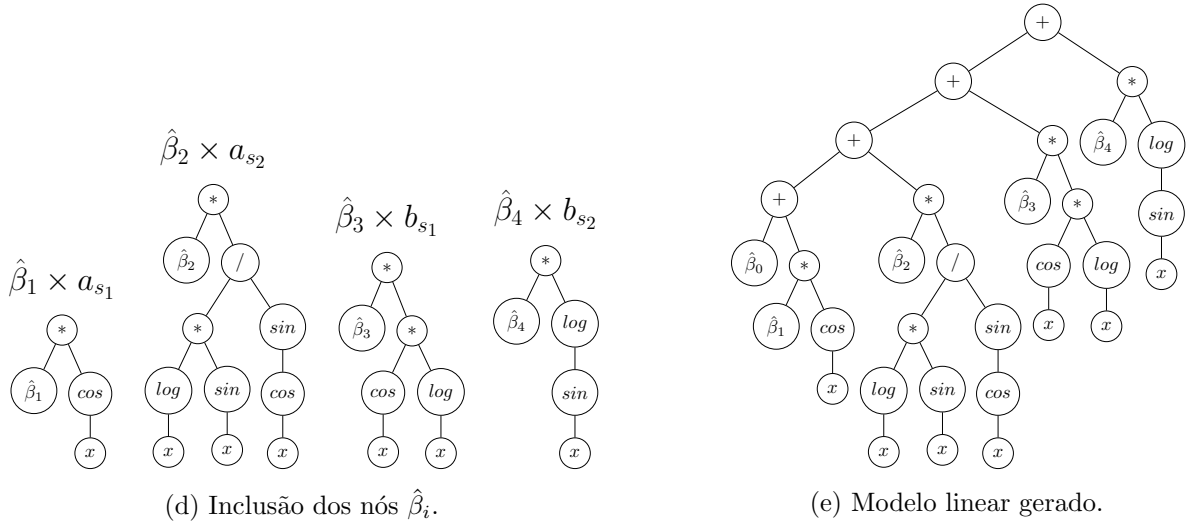 β̂₁ × a_{s₁}
*
β̂₁ cos
x
β̂₂ × a_{s₂}
*
β̂₂ /
* sin
log sin cos
x x x
β̂₃ × b_{s₁}
*
β̂₃ *
cos log
x x
β̂₄ × b_{s₂}
*
β̂₄ log
sin
x
(d) Inclusão dos nós β̂ᵢ.
+
+ *
+ * β̂₄ log
+ * β̂₃ * sin
β̂₀ * β̂₂ / cos log x
β̂₁ cos * sin x x
x log sin cos
x x x
(e) Modelo linear gerado.